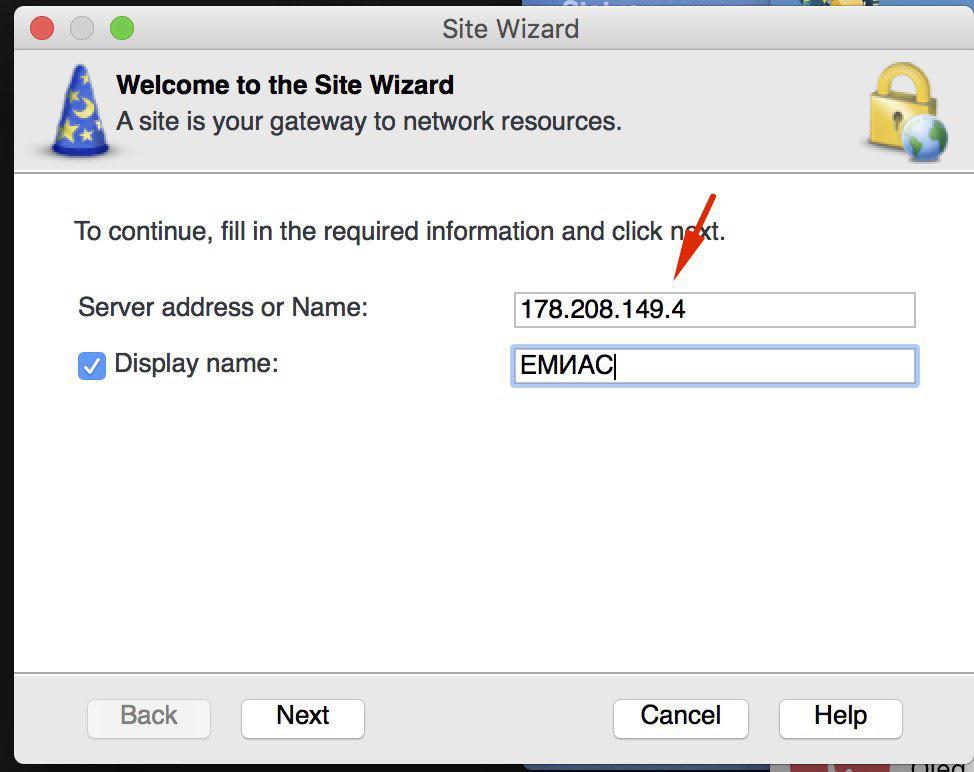 Site Wizard
Welcome to the Site Wizard
A site is your gateway to network resources.
To continue, fill in the required information and click next.
Server address or Name:
178.208.149.4
Display name:
ЕМИАС
Back
Next
Cancel
Help